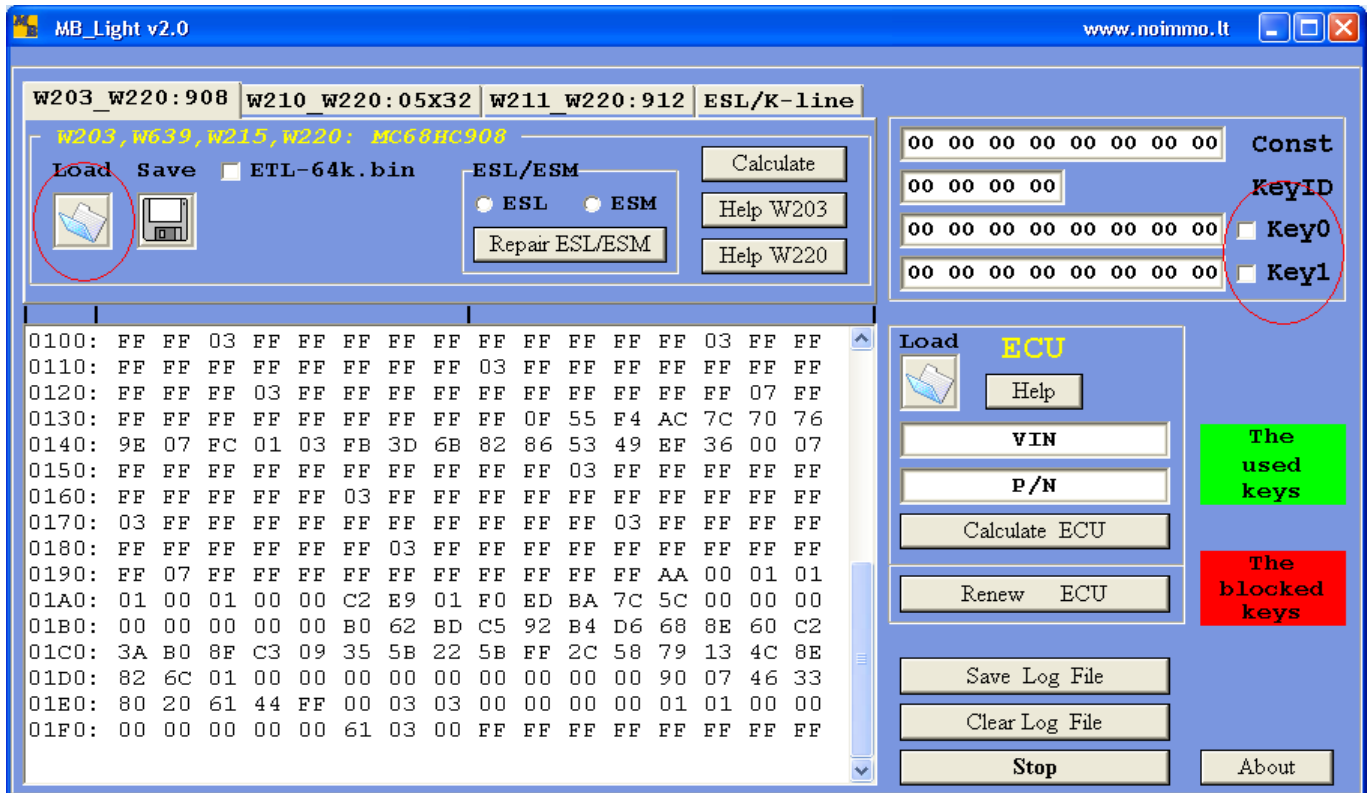 MB_Light v2.0
www.noimmo.lt
W203_W220:908
W210_W220:05X32
W211_W220:912
ESL/K-line
W203,W639,W215,W220: MC68HC908
Load
Save
ETL-64k.bin
ESL/ESM
ESL
ESM
Repair ESL/ESM
Calculate
Help W203
Help W220
00 00 00 00 00 00 00 00 Const
00 00 00 00 KeyID
00 00 00 00 00 00 00 00 Key0
00 00 00 00 00 00 00 00 Key1
0100: FF FF 03 FF FF FF FF FF FF FF FF FF FF 03 FF FF
0110: FF FF FF FF FF FF FF FF 03 FF FF FF FF FF FF FF
0120: FF FF FF 03 FF FF FF FF FF FF FF FF FF FF 07 FF
0130: FF FF FF FF FF FF FF FF FF 0F 55 F4 AC 7C 70 76
0140: 9E 07 FC 01 03 FB 3D 6B 82 86 53 49 EF 36 00 07
0150: FF FF FF FF FF FF FF FF FF FF 03 FF FF FF FF FF
0160: FF FF FF FF FF 03 FF FF FF FF FF FF FF FF FF FF
0170: 03 FF FF FF FF FF FF FF FF FF FF 03 FF FF FF FF
0180: FF FF FF FF FF FF 03 FF FF FF FF FF FF FF FF FF
0190: FF 07 FF FF FF FF FF FF FF FF FF FF AA 00 01 01
01A0: 01 00 01 00 00 C2 E9 01 F0 ED BA 7C 5C 00 00 00
01B0: 00 00 00 00 00 B0 62 BD C5 92 B4 D6 68 8E 60 C2
01C0: 3A B0 8F C3 09 35 5B 22 5B FF 2C 58 79 13 4C 8E
01D0: 82 6C 01 00 00 00 00 00 00 00 00 00 90 07 46 33
01E0: 80 20 61 44 FF 00 03 03 00 00 00 00 01 01 00 00
01F0: 00 00 00 00 00 61 03 00 FF FF FF FF FF FF FF FF
Load
ECU
Help
VIN
P/N
Calculate ECU
Renew ECU
The
used
keys
The
blocked
keys
Save Log File
Clear Log File
Stop
About